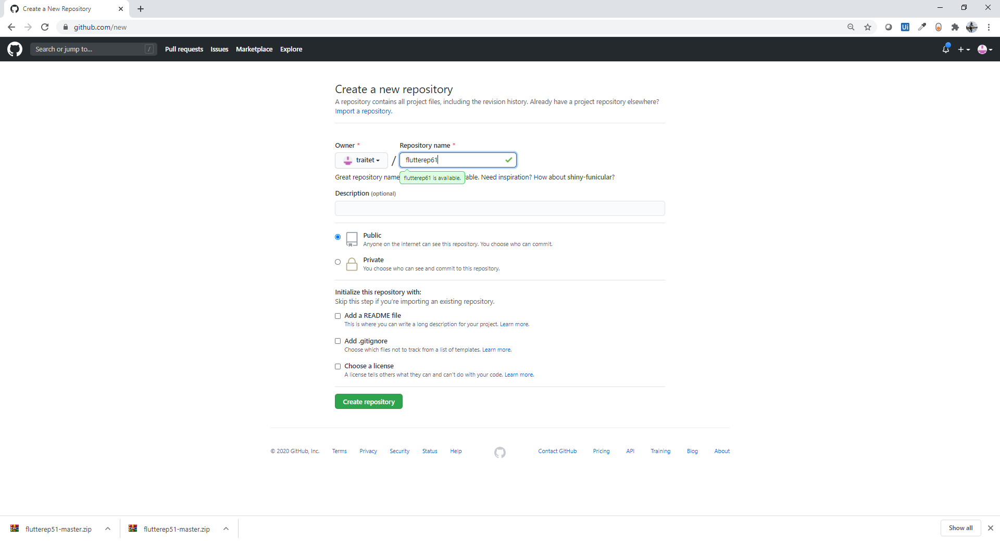 Create a New Repository
github.com/new
Search or jump to... /
Pull requests Issues Marketplace Explore
Create a new repository
A repository contains all project files, including the revision history. Already have a project repository elsewhere?
Import a repository.
Owner * Repository name *
traitet / flutterep61
Great repository name able. Need inspiration? How about shiny-funicular?
flutterep61 is available.
Description (optional)
Public
Anyone on the internet can see this repository. You choose who can commit.
Private
You choose who can see and commit to this repository.
Initialize this repository with:
Skip this step if you're importing an existing repository.
Add a README file
This is where you can write a long description for your project. Learn more.
Add .gitignore
Choose which files not to track from a list of templates. Learn more.
Choose a license
A license tells others what they can and can't do with your code. Learn more.
Create repository
© 2020 GitHub, Inc. Terms Privacy Security Status Help Contact GitHub Pricing API Training Blog About
flutterep51-master.zip flutterep51-master.zip Show all
Ui